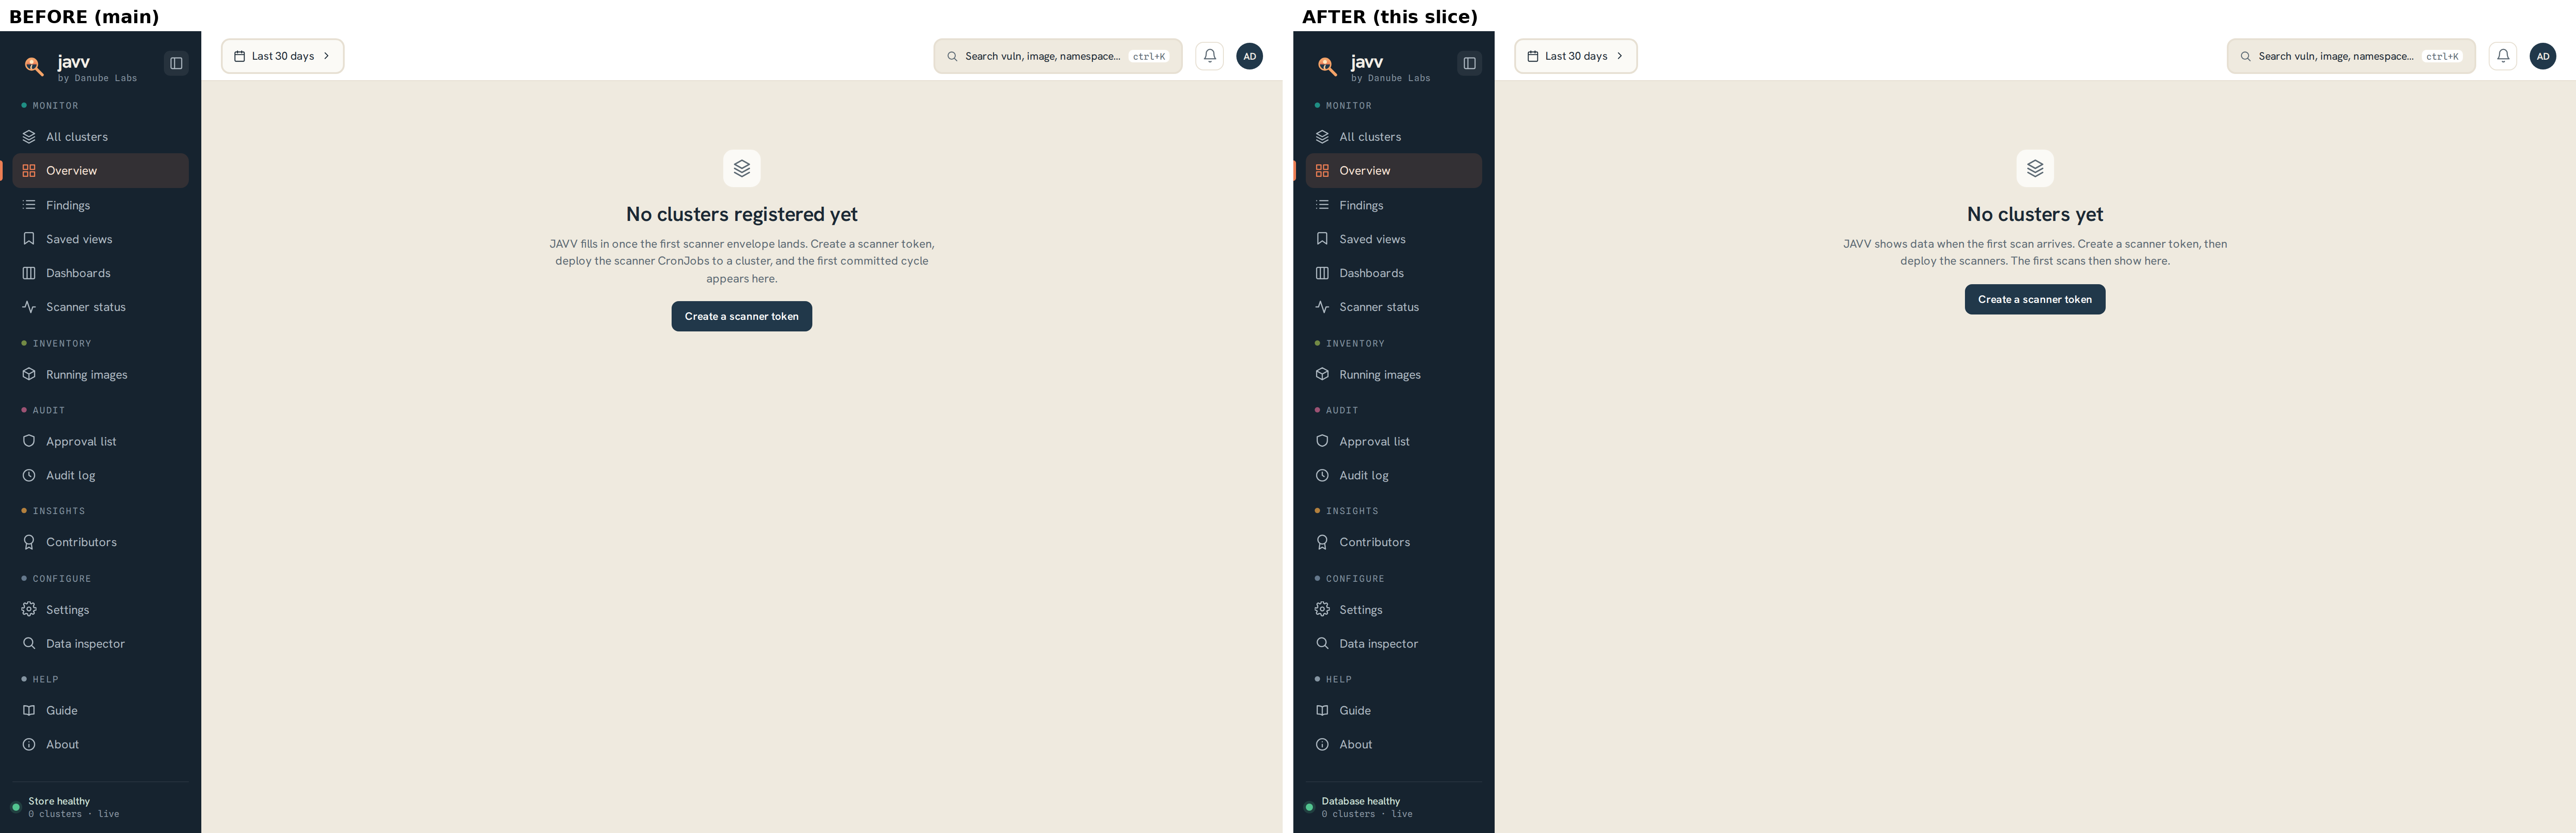 BEFORE (main)
javv
by Danube Labs
MONITOR
All clusters
Overview
Findings
Saved views
Dashboards
Scanner status
INVENTORY
Running images
AUDIT
Approval list
Audit log
INSIGHTS
Contributors
CONFIGURE
Settings
Data inspector
HELP
Guide
About
Store healthy
0 clusters · live
Last 30 days
Search vuln, image, namespace... ctrl+K
AD
No clusters registered yet
JAVV fills in once the first scanner envelope lands. Create a scanner token,
deploy the scanner CronJobs to a cluster, and the first committed cycle
appears here.
Create a scanner token
AFTER (this slice)
javv
by Danube Labs
MONITOR
All clusters
Overview
Findings
Saved views
Dashboards
Scanner status
INVENTORY
Running images
AUDIT
Approval list
Audit log
INSIGHTS
Contributors
CONFIGURE
Settings
Data inspector
HELP
Guide
About
Database healthy
0 clusters · live
Last 30 days
Search vuln, image, namespace... ctrl+K
AD
No clusters yet
JAVV shows data when the first scan arrives. Create a scanner token, then
deploy the scanners. The first scans then show here.
Create a scanner token